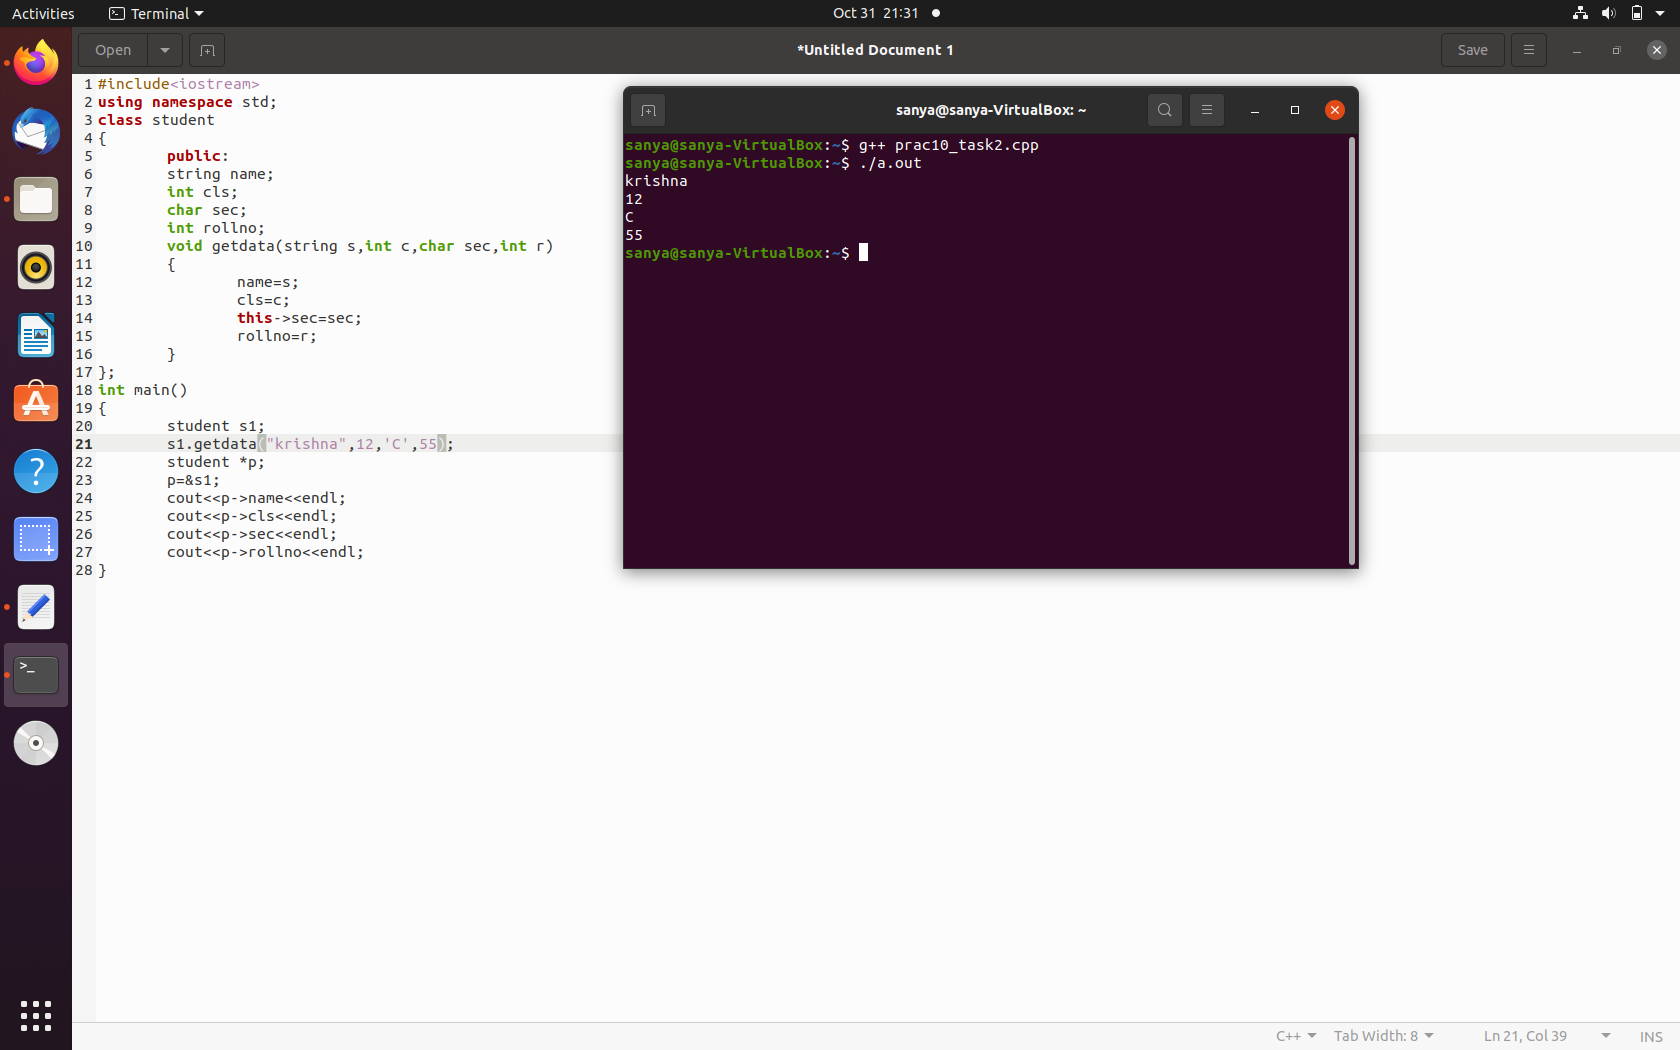 Activities Terminal Oct 31 21:31
Open *Untitled Document 1 Save
1 #include<iostream>
2 using namespace std;
3 class student
4 {
5 public:
6 string name;
7 int cls;
8 char sec;
9 int rollno;
10 void getdata(string s,int c,char sec,int r)
11 {
12 name=s;
13 cls=c;
14 this->sec=sec;
15 rollno=r;
16 }
17 };
18 int main()
19 {
20 student s1;
21 s1.getdata("krishna",12,'C',55);
22 student *p;
23 p=&s1;
24 cout<<p->name<<endl;
25 cout<<p->cls<<endl;
26 cout<<p->sec<<endl;
27 cout<<p->rollno<<endl;
28 }
sanya@sanya-VirtualBox: ~
sanya@sanya-VirtualBox:~$ g++ prac10_task2.cpp
sanya@sanya-VirtualBox:~$ ./a.out
krishna
12
C
55
sanya@sanya-VirtualBox:~$
C++ Tab Width: 8 Ln 21, Col 39 INS